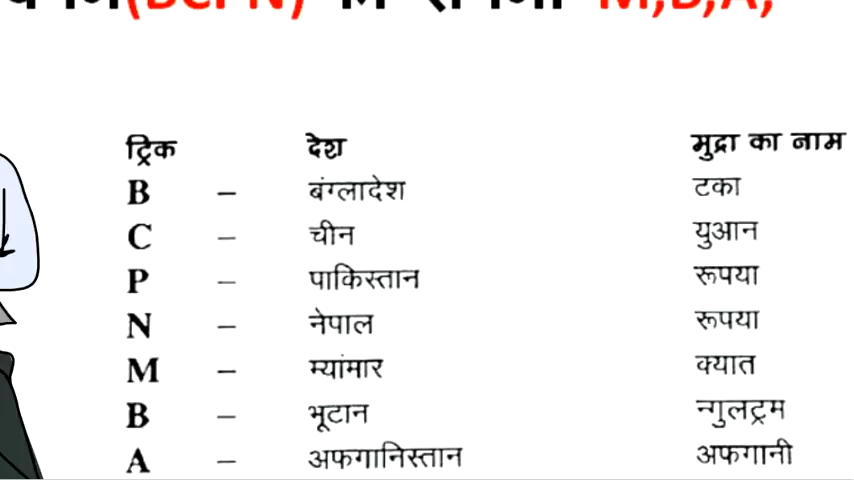 ट्रिक देश मुद्रा का नाम
B – बंग्लादेश टका
C – चीन युआन
P – पाकिस्तान रूपया
N – नेपाल रूपया
M – म्यांमार क्यात
B – भूटान न्गुलट्रम
A – अफगानिस्तान अफगानी